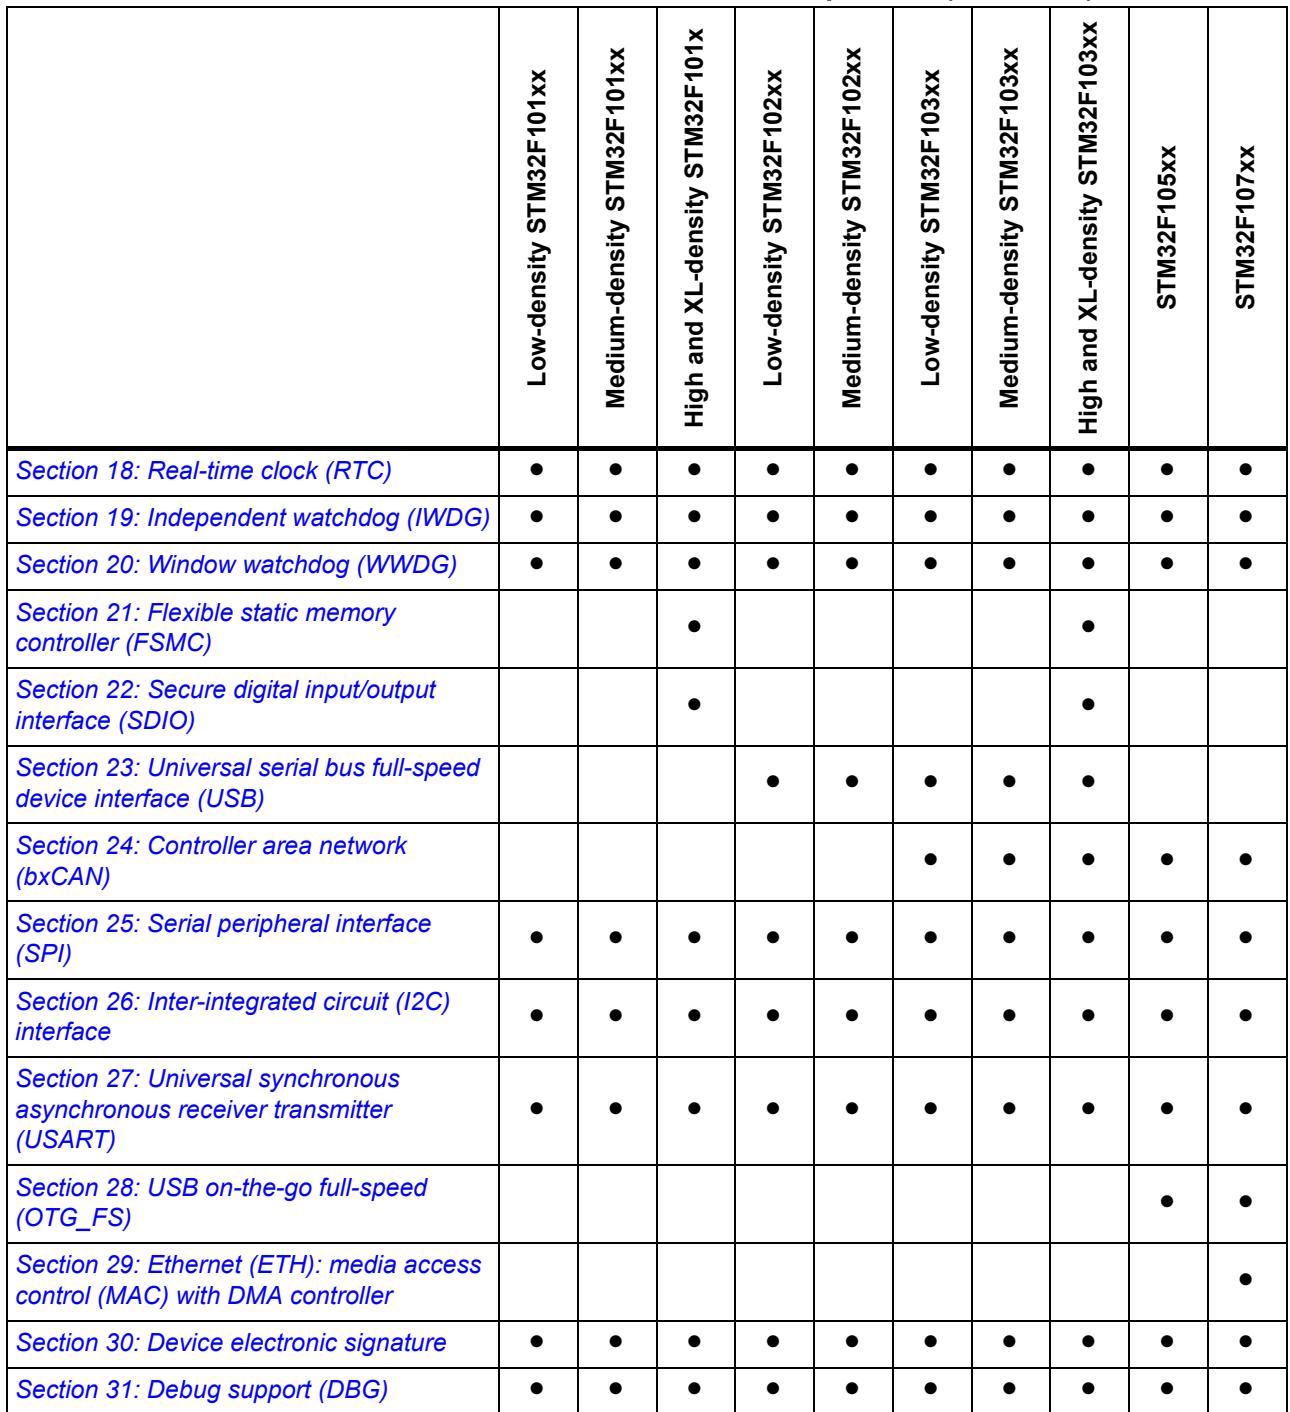 Low-density STM32F101xx
Medium-density STM32F101xx
High and XL-density STM32F101x
Low-density STM32F102xx
Medium-density STM32F102xx
Low-density STM32F103xx
Medium-density STM32F103xx
High and XL-density STM32F103xx
STM32F105xx
STM32F107xx
Section 18: Real-time clock (RTC) ● ● ● ● ● ● ● ● ● ●
Section 19: Independent watchdog (IWDG) ● ● ● ● ● ● ● ● ● ●
Section 20: Window watchdog (WWDG) ● ● ● ● ● ● ● ● ● ●
Section 21: Flexible static memory
controller (FSMC) ● ●
Section 22: Secure digital input/output
interface (SDIO) ● ●
Section 23: Universal serial bus full-speed
device interface (USB) ● ● ● ● ●
Section 24: Controller area network
(bxCAN) ● ● ● ● ●
Section 25: Serial peripheral interface
(SPI) ● ● ● ● ● ● ● ● ● ●
Section 26: Inter-integrated circuit (I2C)
interface ● ● ● ● ● ● ● ● ● ●
Section 27: Universal synchronous
asynchronous receiver transmitter
(USART) ● ● ● ● ● ● ● ● ● ●
Section 28: USB on-the-go full-speed
(OTG_FS) ● ●
Section 29: Ethernet (ETH): media access
control (MAC) with DMA controller ●
Section 30: Device electronic signature ● ● ● ● ● ● ● ● ● ●
Section 31: Debug support (DBG) ● ● ● ● ● ● ● ● ● ●